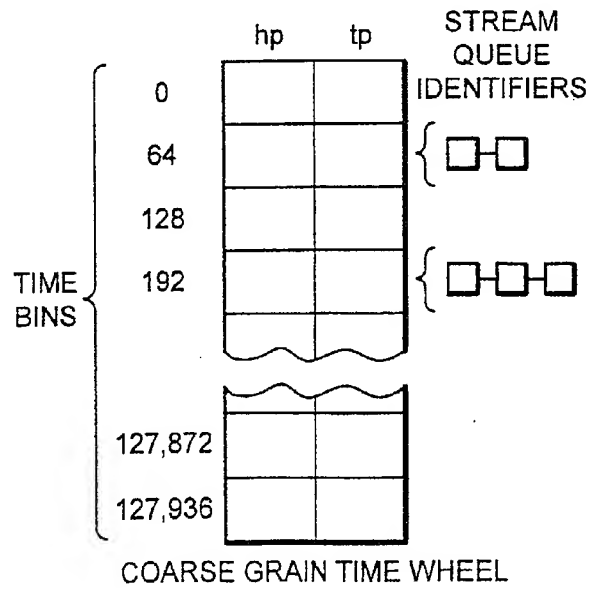 hp tp
STREAM
QUEUE
IDENTIFIERS
0
64
128
192
TIME
BINS
127,872
127,936
COARSE GRAIN TIME WHEEL